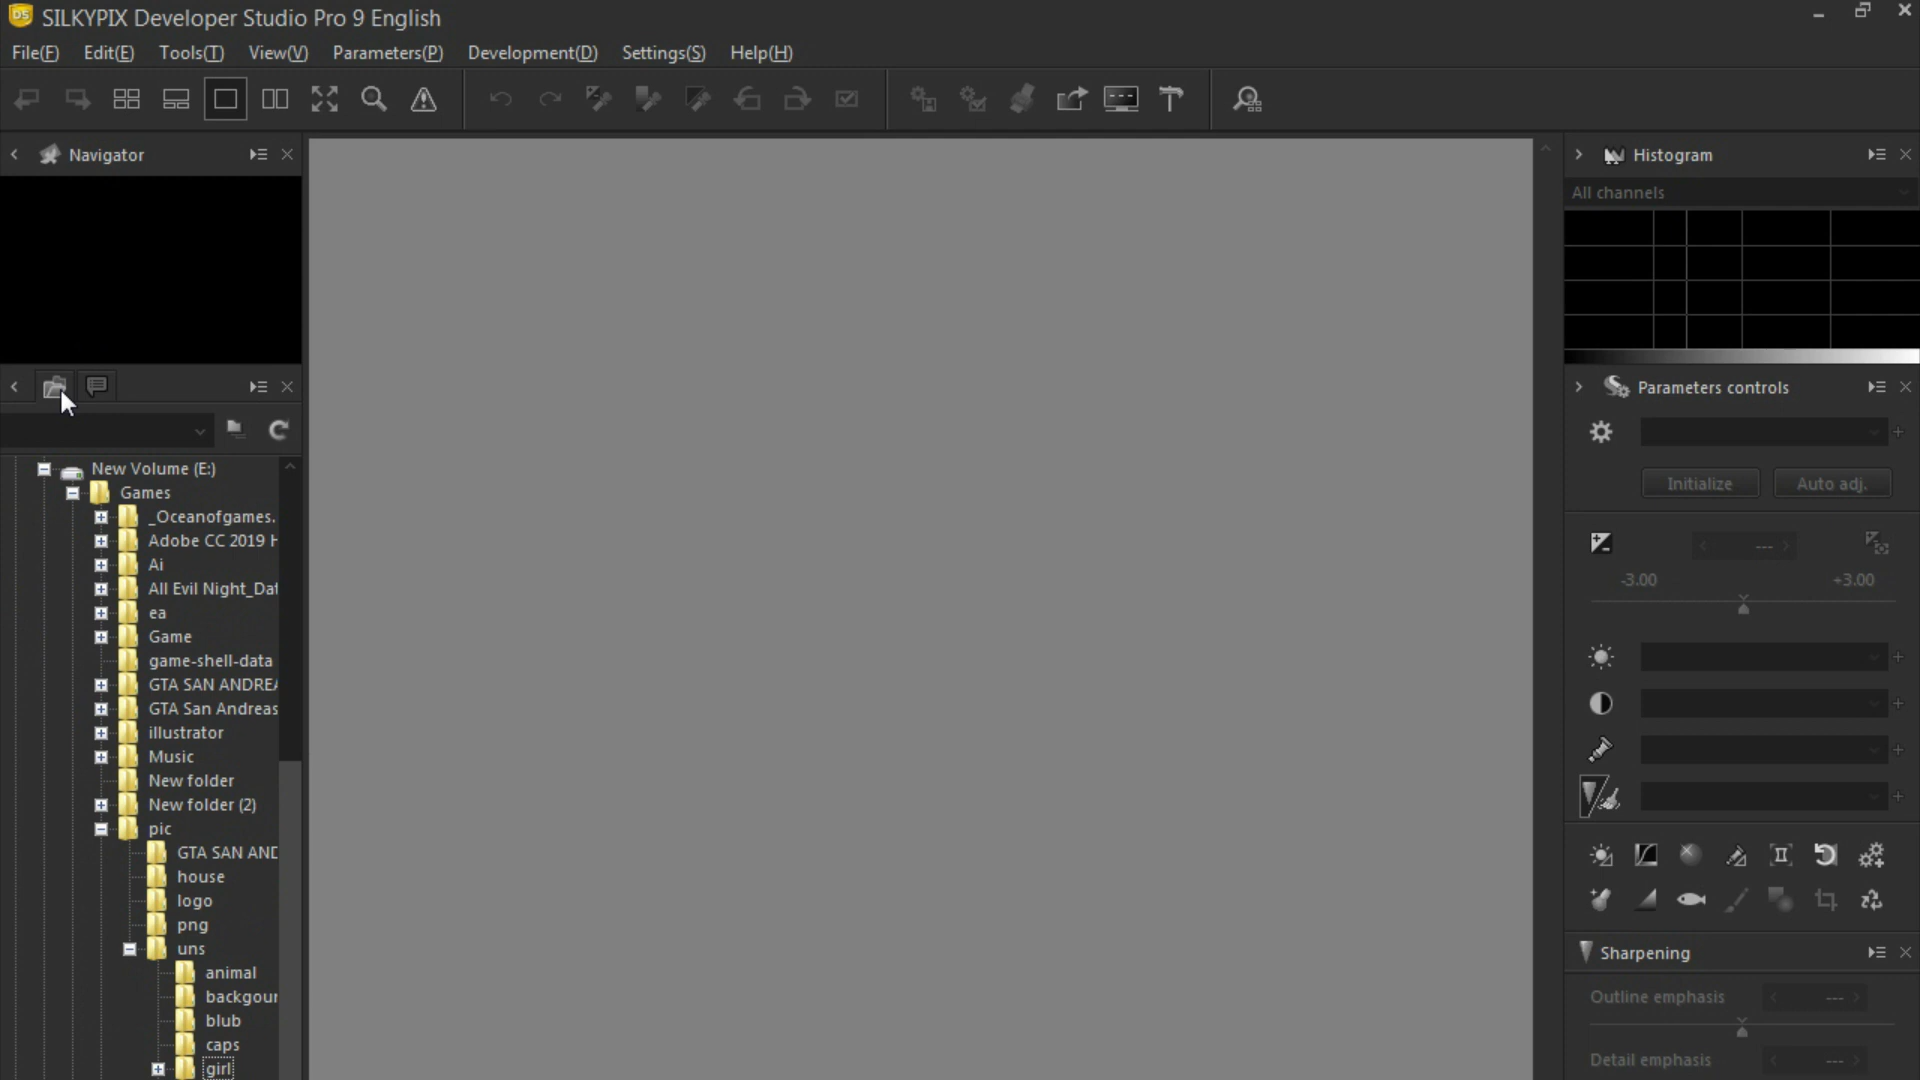 SILKYPIX Developer Studio Pro 9 English
File(F) Edit(E) Tools(T) View(V) Parameters(P) Development(D) Settings(S) Help(H)
Navigator
Histogram
All channels
Parameters controls
Initialize Auto adj.
---
-3.00 +3.00
New Volume (E:)
Games
_Oceanofgames.
Adobe CC 2019 H
Ai
All Evil Night_Dat
ea
Game
game-shell-data
GTA SAN ANDREA
GTA San Andreas
illustrator
Music
New folder
New folder (2)
pic
GTA SAN AND
house
logo
png
uns
animal
backgour
blub
caps
girl
Sharpening
Outline emphasis ---
Detail emphasis ---